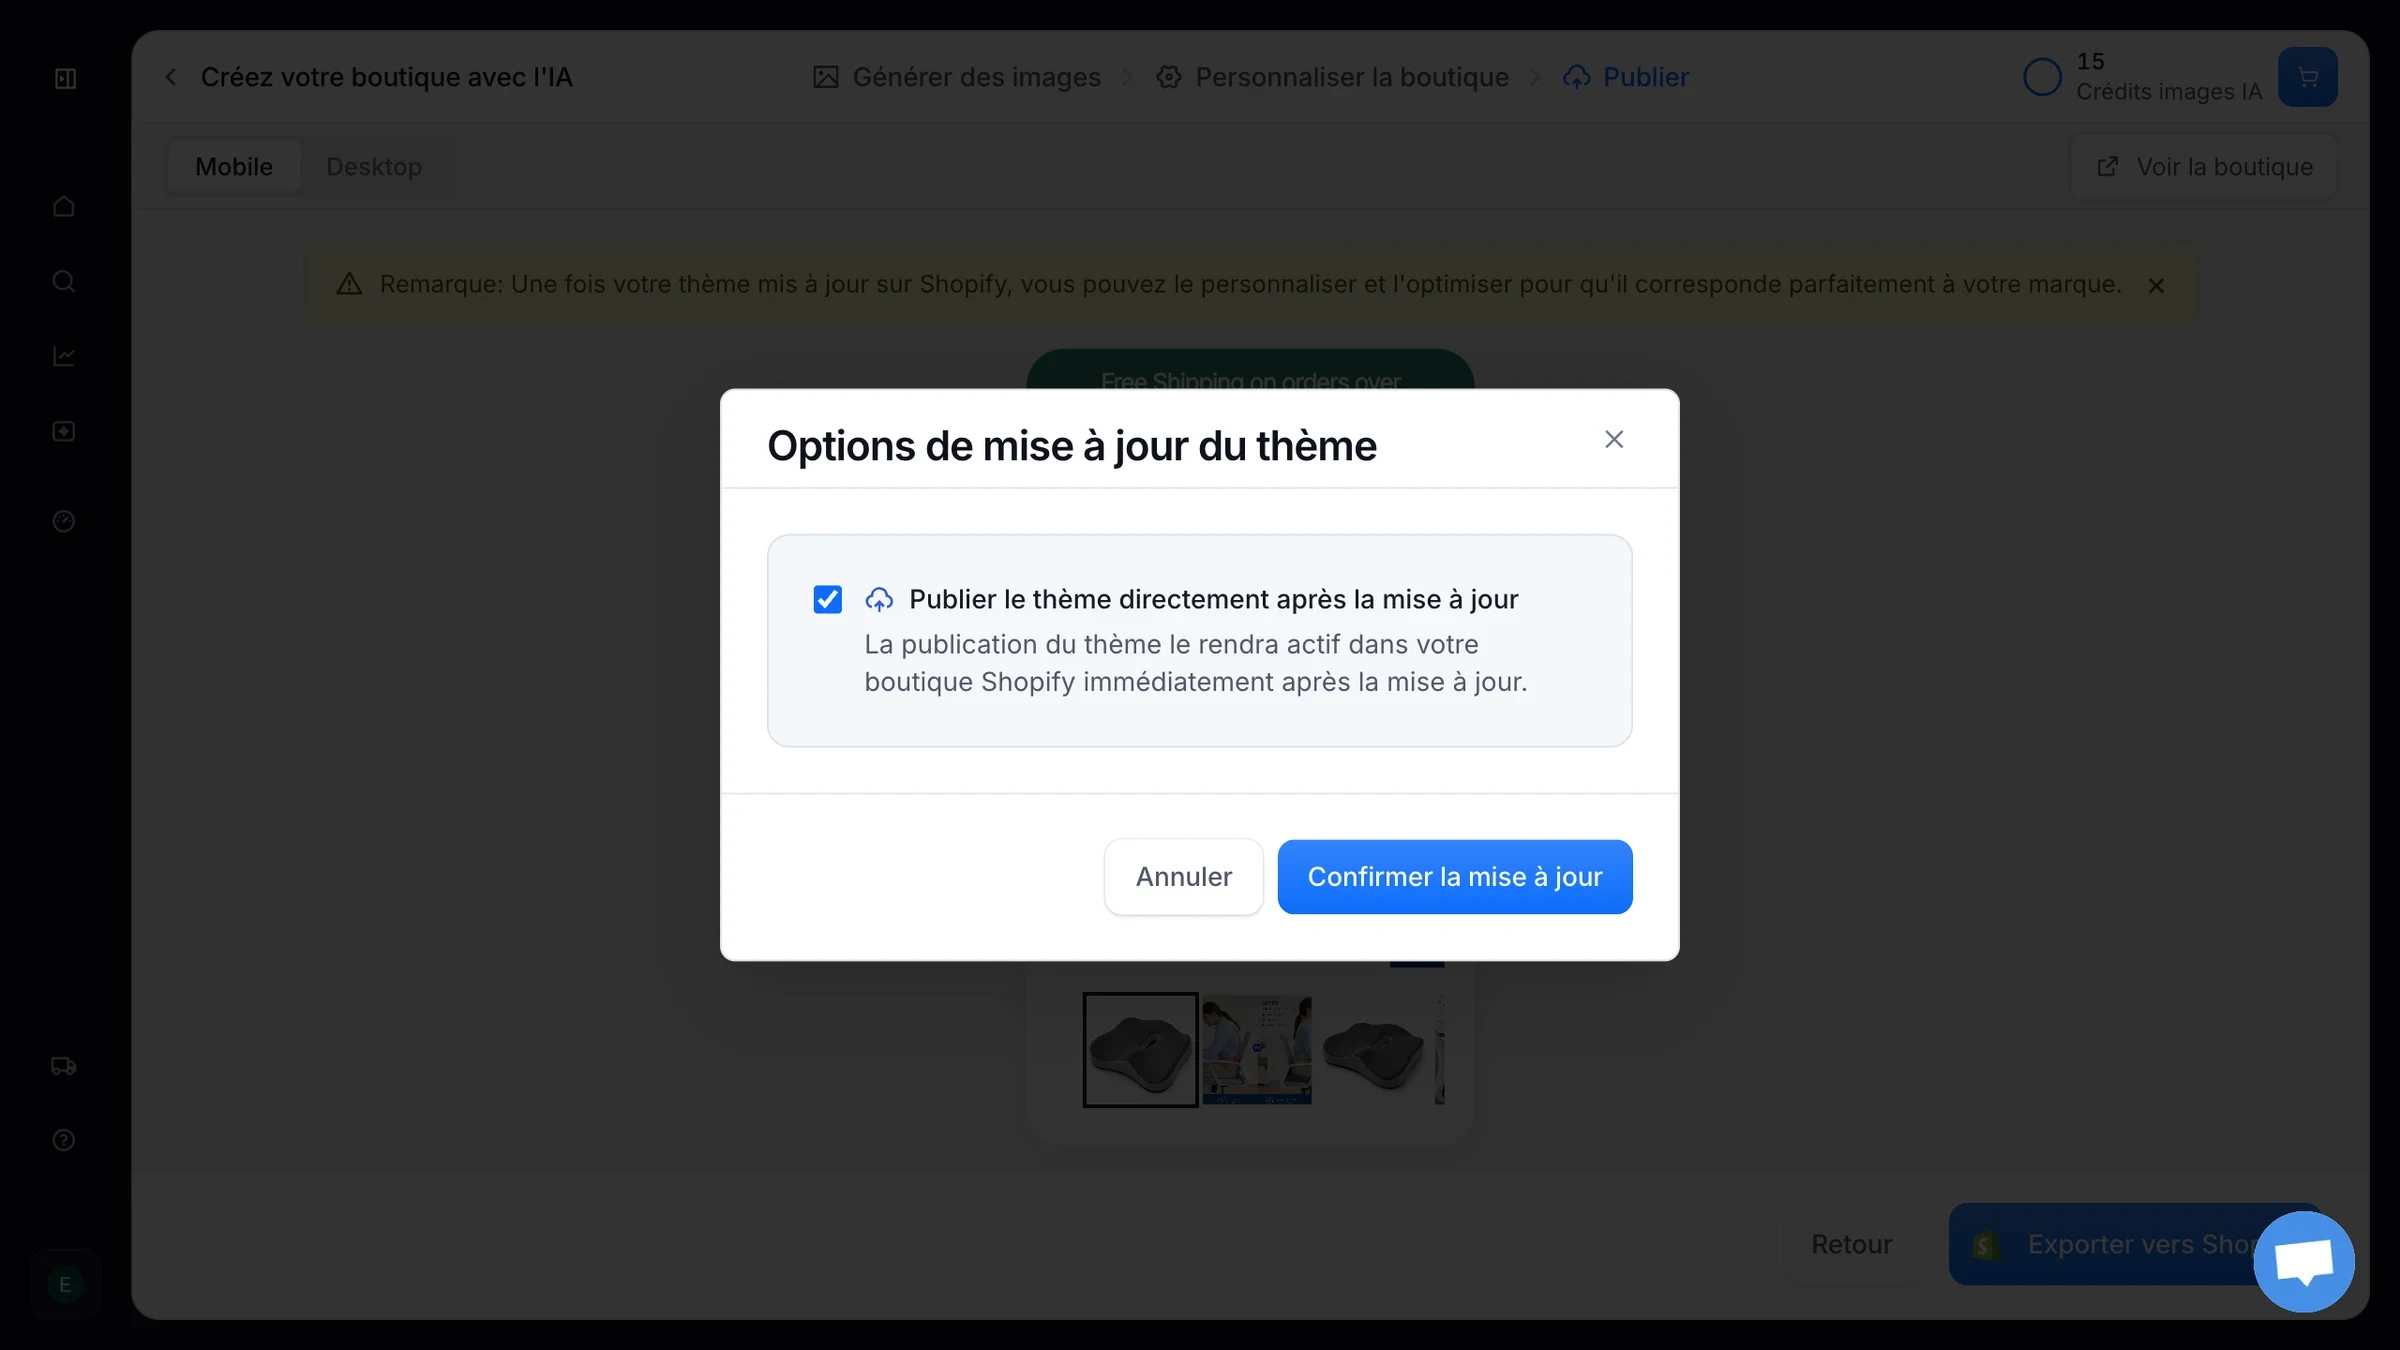 Créez votre boutique avec l'IA
Générer des images
Personnaliser la boutique
Publier
15
Crédits images IA
Mobile
Desktop
Voir la boutique
Remarque: Une fois votre thème mis à jour sur Shopify, vous pouvez le personnaliser et l'optimiser pour qu'il corresponde parfaitement à votre marque.
Free Shipping on orders over
Options de mise à jour du thème
Publier le thème directement après la mise à jour
La publication du thème le rendra actif dans votre
boutique Shopify immédiatement après la mise à jour.
Annuler
Confirmer la mise à jour
Retour
Exporter vers Shop
E